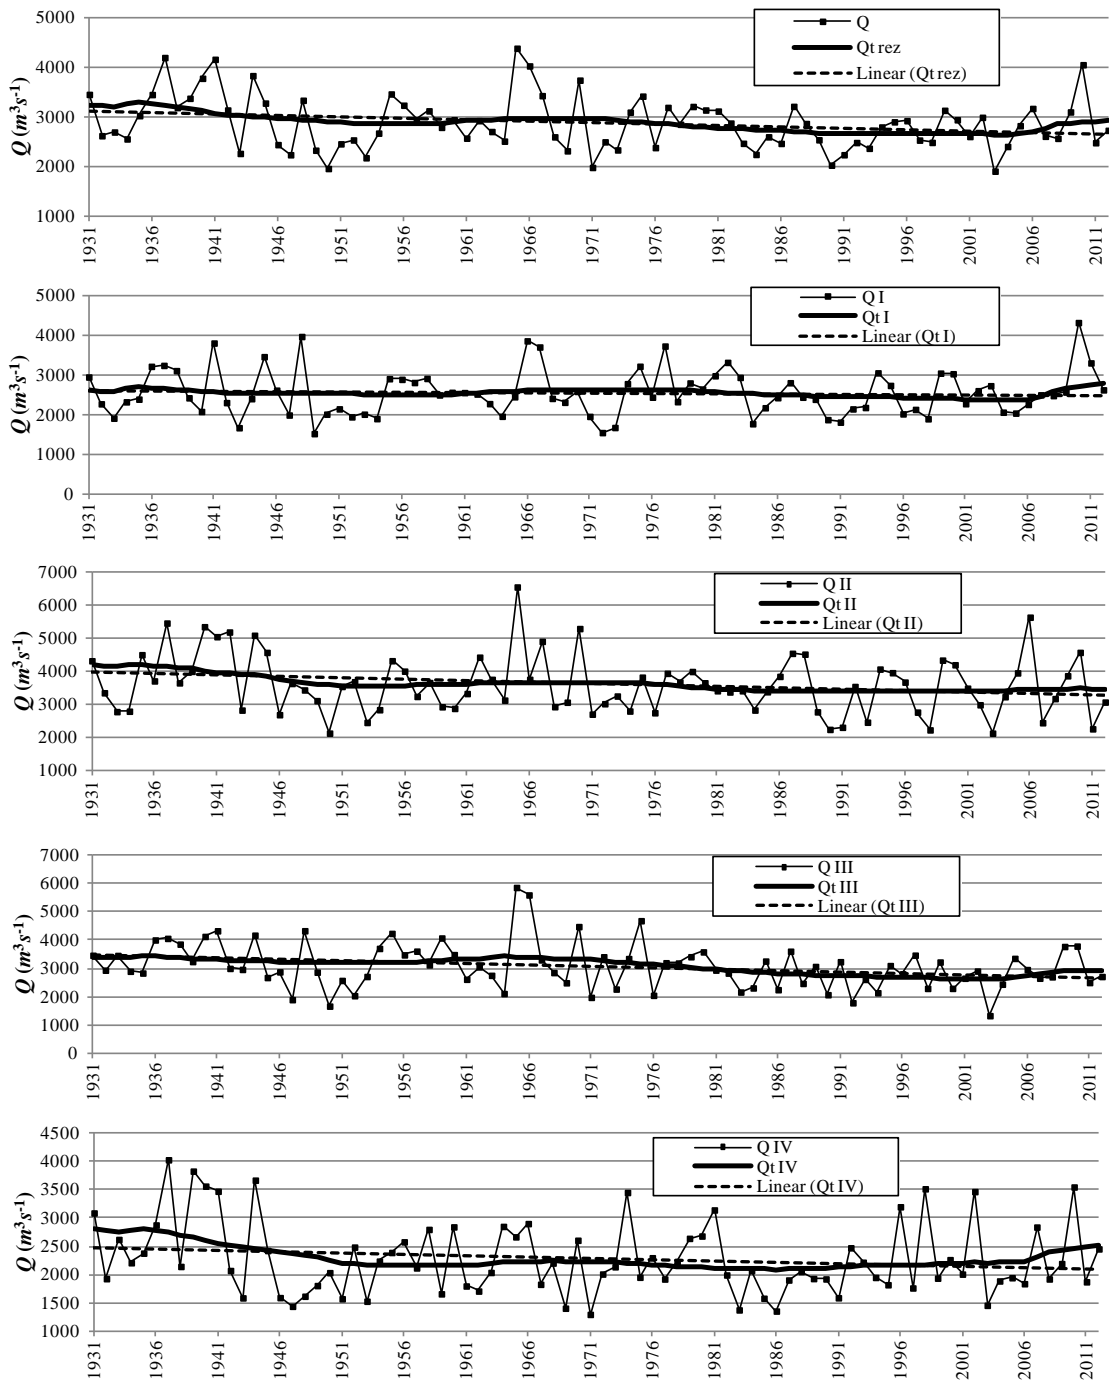 5000
4000
3000
2000
1000
Q (m³s⁻¹)
Q
Qt rez
Linear (Qt rez)
1931 1936 1941 1946 1951 1956 1961 1966 1971 1976 1981 1986 1991 1996 2001 2006 2011
5000
4000
3000
2000
1000
0
Q (m³s⁻¹)
Q I
Qt I
Linear (Qt I)
1931 1936 1941 1946 1951 1956 1961 1966 1971 1976 1981 1986 1991 1996 2001 2006 2011
7000
6000
5000
4000
3000
2000
1000
Q (m³s⁻¹)
Q II
Qt II
Linear (Qt II)
1931 1936 1941 1946 1951 1956 1961 1966 1971 1976 1981 1986 1991 1996 2001 2006 2011
7000
6000
5000
4000
3000
2000
1000
0
Q (m³s⁻¹)
Q III
Qt III
Linear (Qt III)
1931 1936 1941 1946 1951 1956 1961 1966 1971 1976 1981 1986 1991 1996 2001 2006 2011
4500
4000
3500
3000
2500
2000
1500
1000
Q (m³s⁻¹)
Q IV
Qt IV
Linear (Qt IV)
1931 1936 1941 1946 1951 1956 1961 1966 1971 1976 1981 1986 1991 1996 2001 2006 2011